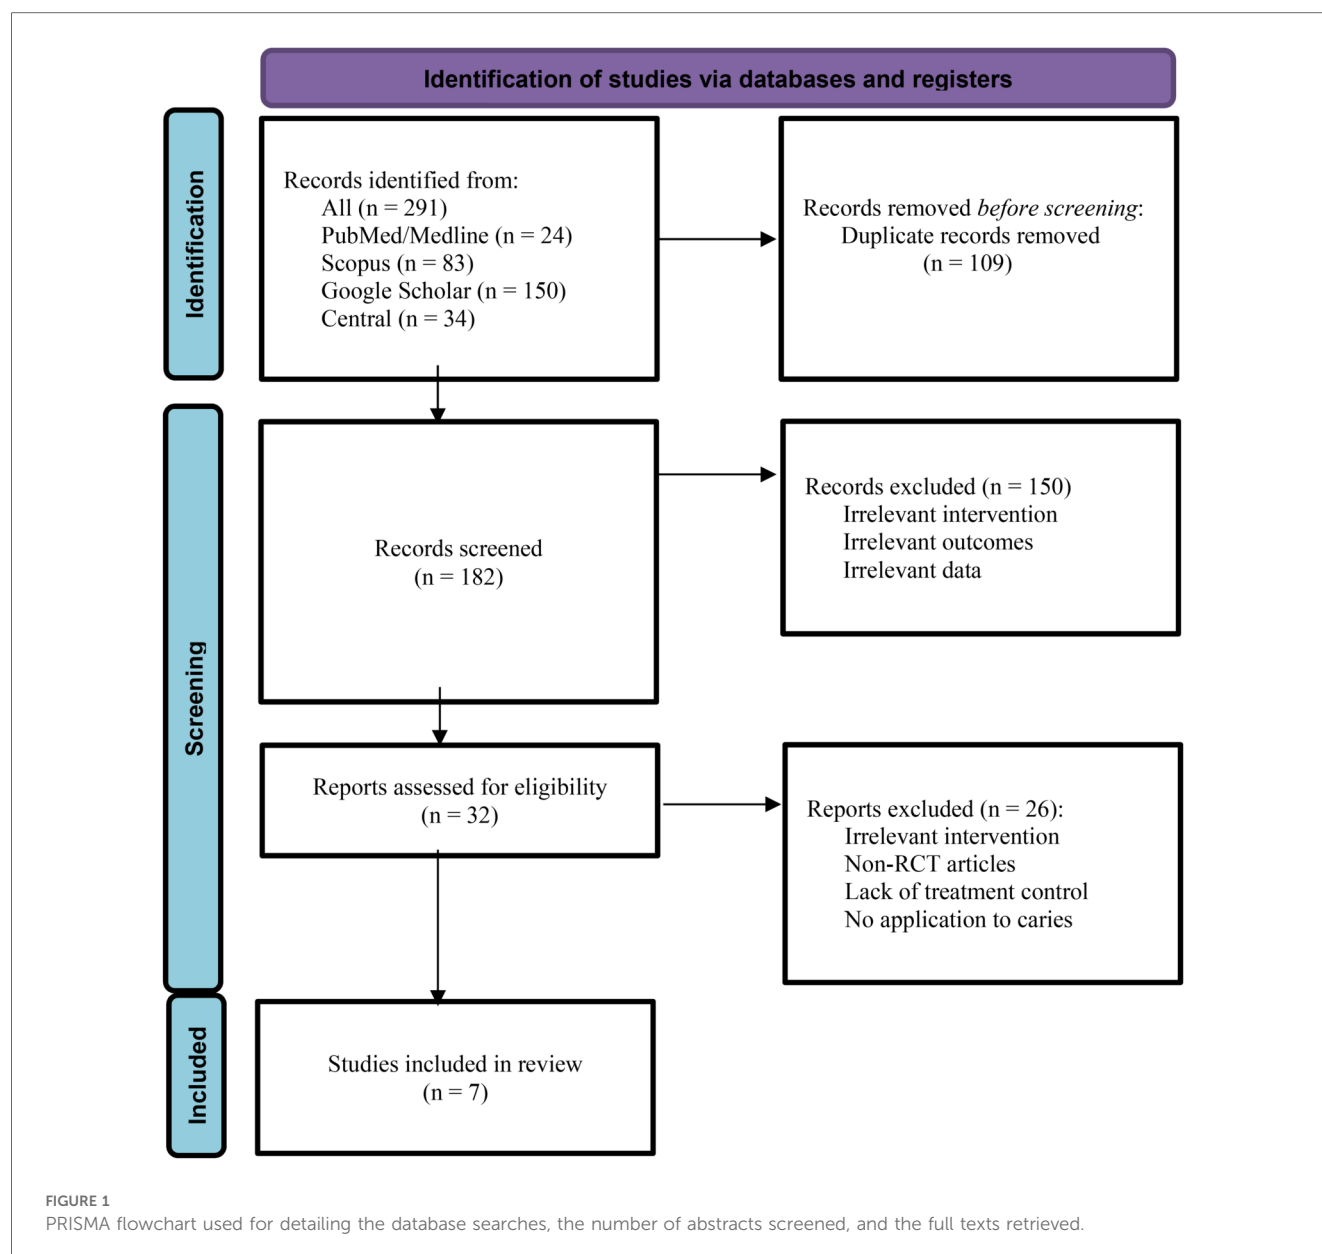 Identification of studies via databases and registers
Identification
Records identified from:
All (n = 291)
PubMed/Medline (n = 24)
Scopus (n = 83)
Google Scholar (n = 150)
Central (n = 34)
Records removed before screening:
Duplicate records removed
(n = 109)
Screening
Records screened
(n = 182)
Records excluded (n = 150)
Irrelevant intervention
Irrelevant outcomes
Irrelevant data
Reports assessed for eligibility
(n = 32)
Reports excluded (n = 26):
Irrelevant intervention
Non-RCT articles
Lack of treatment control
No application to caries
Included
Studies included in review
(n = 7)
FIGURE 1
PRISMA flowchart used for detailing the database searches, the number of abstracts screened, and the full texts retrieved.